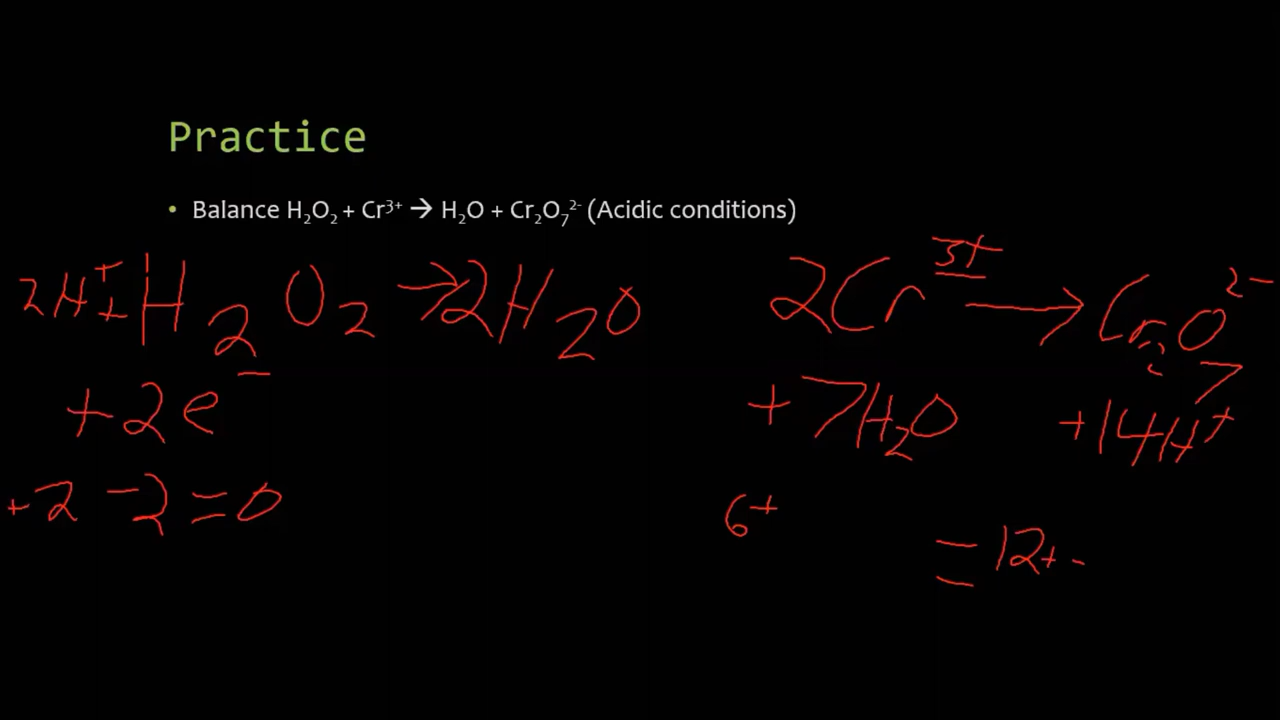 Practice
• Balance H₂O₂ + Cr³⁺ → H₂O + Cr₂O₇²⁻ (Acidic conditions)
2H⁺ + H₂O₂ → 2H₂O
+2e⁻
+2 -2 = 0
2Cr³⁺ → Cr₂O₇²⁻
+7H₂O +14H⁺
6+ = 12+ -